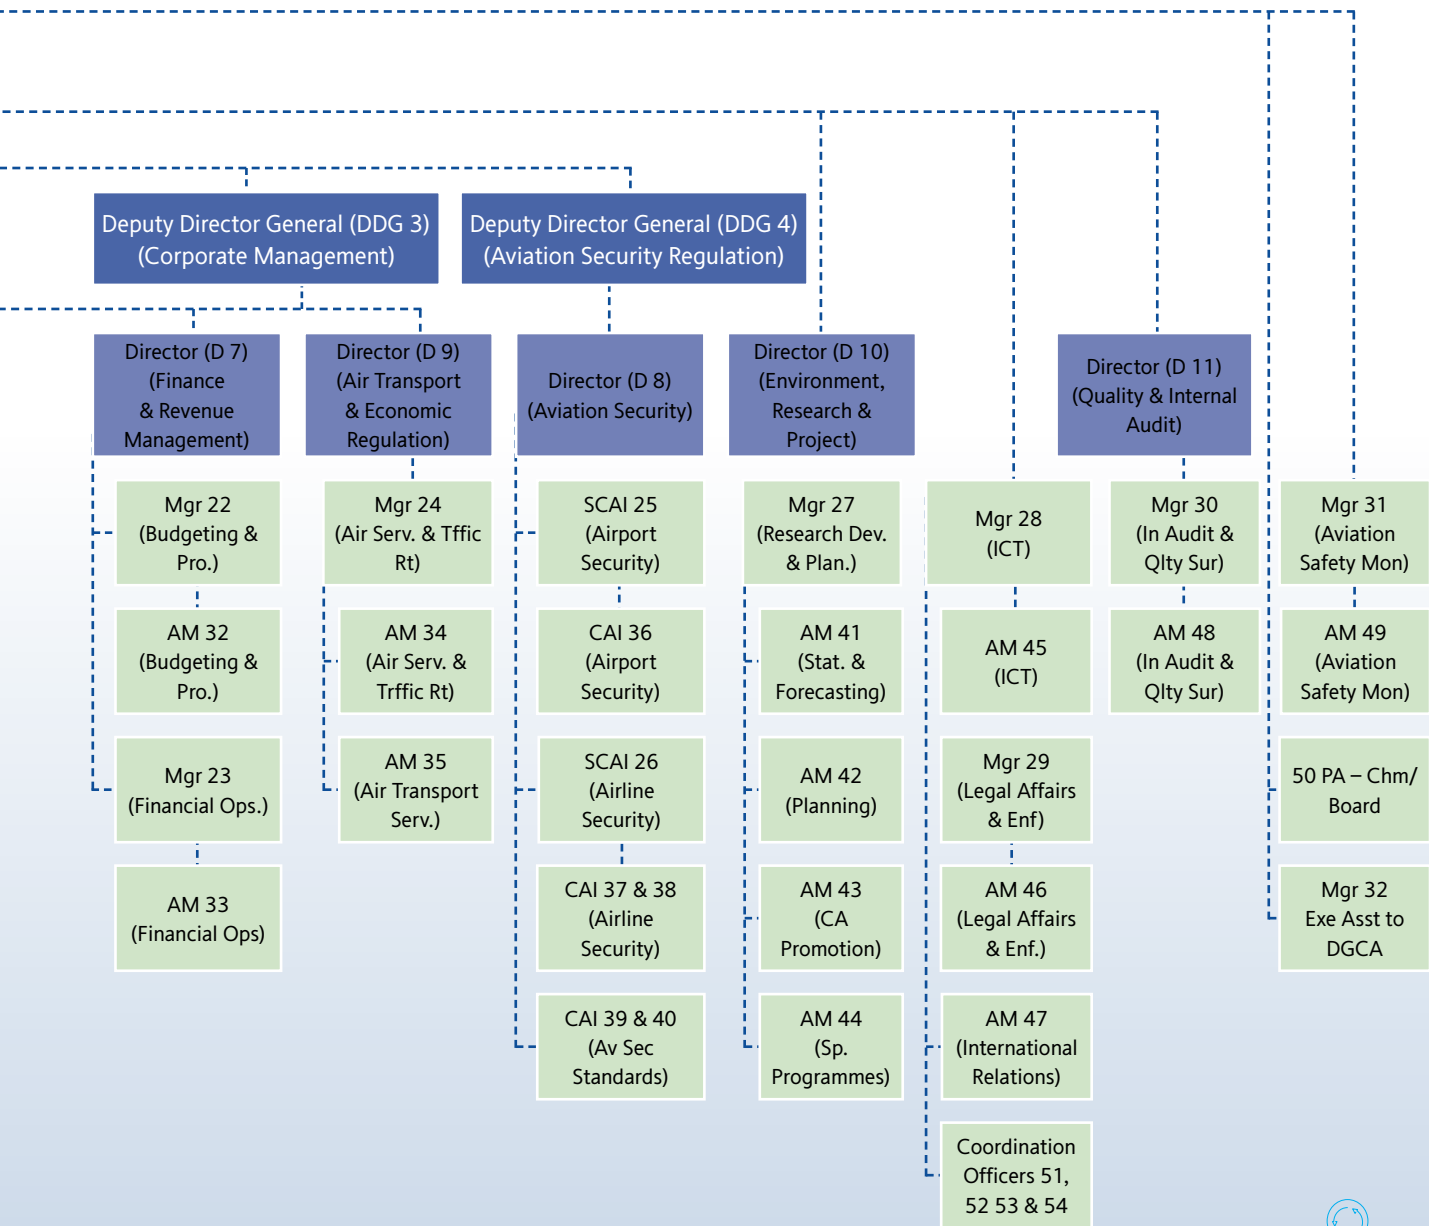 Deputy Director General (DDG 3)
(Corporate Management)
Deputy Director General (DDG 4)
(Aviation Security Regulation)
Director (D 7)
(Finance
& Revenue
Management)
Director (D 9)
(Air Transport
& Economic
Regulation)
Director (D 8)
(Aviation Security)
Director (D 10)
(Environment,
Research &
Project)
Director (D 11)
(Quality & Internal
Audit)
Mgr 22
(Budgeting &
Pro.)
Mgr 24
(Air Serv. & Tffic
Rt)
SCAI 25
(Airport
Security)
Mgr 27
(Research Dev.
& Plan.)
Mgr 28
(ICT)
Mgr 30
(In Audit &
Qlty Sur)
Mgr 31
(Aviation
Safety Mon)
AM 32
(Budgeting &
Pro.)
AM 34
(Air Serv. &
Trffic Rt)
CAI 36
(Airport
Security)
AM 41
(Stat. &
Forecasting)
AM 45
(ICT)
AM 48
(In Audit &
Qlty Sur)
AM 49
(Aviation
Safety Mon)
Mgr 23
(Financial Ops.)
AM 35
(Air Transport
Serv.)
SCAI 26
(Airline
Security)
AM 42
(Planning)
Mgr 29
(Legal Affairs
& Enf)
50 PA – Chm/
Board
AM 33
(Financial Ops)
CAI 37 & 38
(Airline
Security)
AM 43
(CA
Promotion)
AM 46
(Legal Affairs
& Enf.)
Mgr 32
Exe Asst to
DGCA
CAI 39 & 40
(Av Sec
Standards)
AM 44
(Sp.
Programmes)
AM 47
(International
Relations)
Coordination
Officers 51,
52 53 & 54